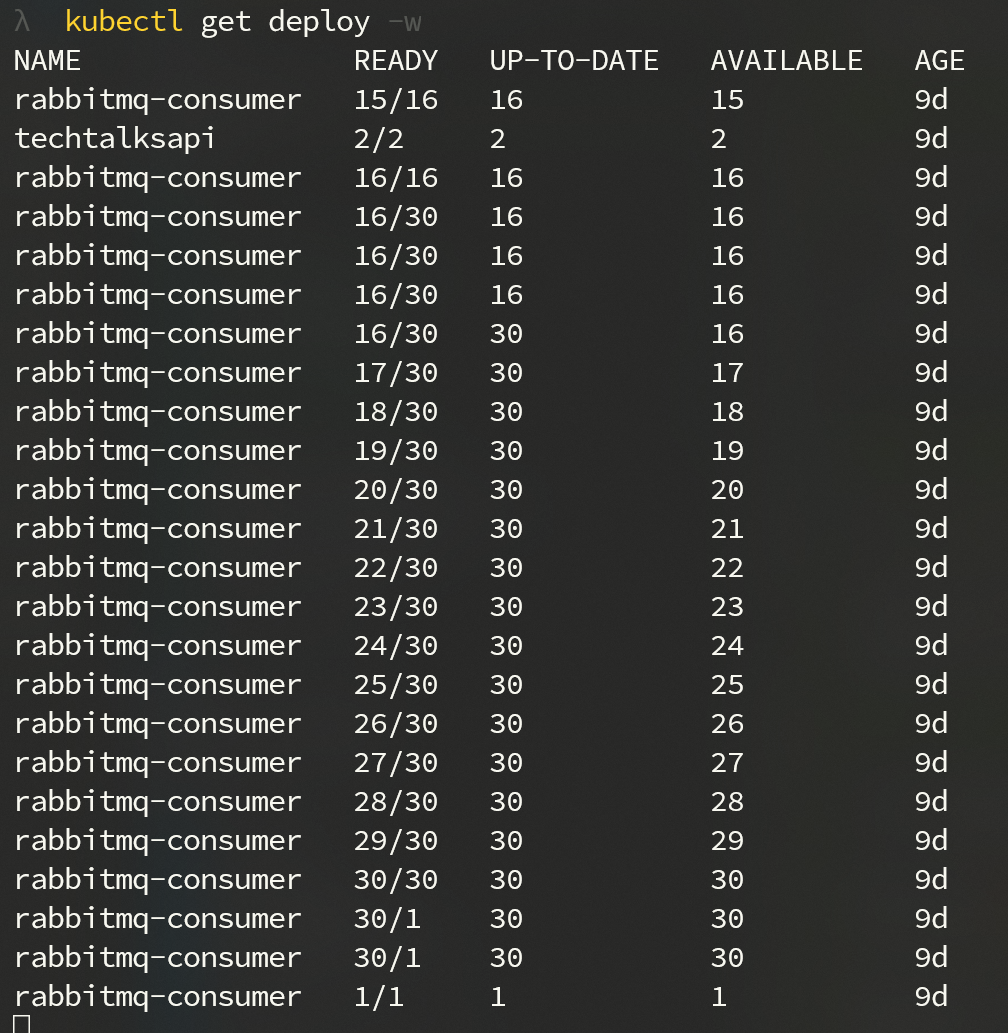 λ kubectl get deploy -w
NAME READY UP-TO-DATE AVAILABLE AGE
rabbitmq-consumer 15/16 16 15 9d
techtalksapi 2/2 2 2 9d
rabbitmq-consumer 16/16 16 16 9d
rabbitmq-consumer 16/30 16 16 9d
rabbitmq-consumer 16/30 16 16 9d
rabbitmq-consumer 16/30 16 16 9d
rabbitmq-consumer 16/30 30 16 9d
rabbitmq-consumer 17/30 30 17 9d
rabbitmq-consumer 18/30 30 18 9d
rabbitmq-consumer 19/30 30 19 9d
rabbitmq-consumer 20/30 30 20 9d
rabbitmq-consumer 21/30 30 21 9d
rabbitmq-consumer 22/30 30 22 9d
rabbitmq-consumer 23/30 30 23 9d
rabbitmq-consumer 24/30 30 24 9d
rabbitmq-consumer 25/30 30 25 9d
rabbitmq-consumer 26/30 30 26 9d
rabbitmq-consumer 27/30 30 27 9d
rabbitmq-consumer 28/30 30 28 9d
rabbitmq-consumer 29/30 30 29 9d
rabbitmq-consumer 30/30 30 30 9d
rabbitmq-consumer 30/1 30 30 9d
rabbitmq-consumer 30/1 30 30 9d
rabbitmq-consumer 1/1 1 1 9d